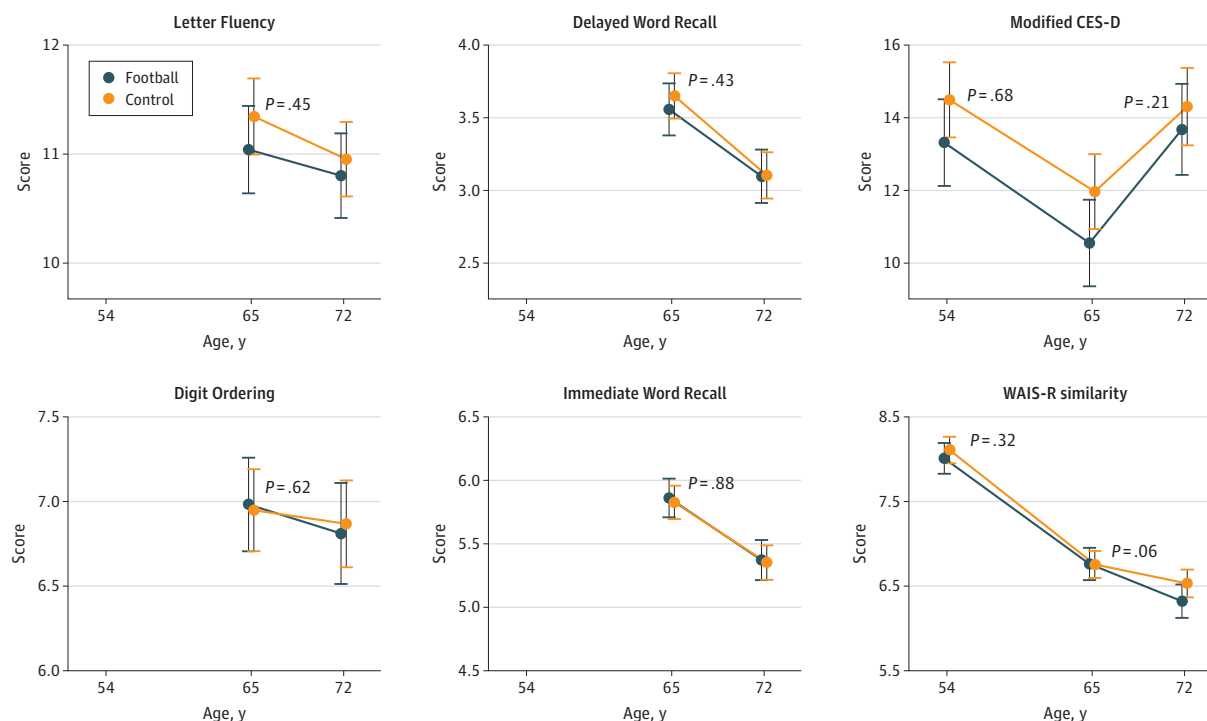 Letter Fluency
12
11
10
Score
Football
Control
P = .45
54
65
72
Age, y
Delayed Word Recall
4.0
3.5
3.0
2.5
Score
P = .43
54
65
72
Age, y
Modified CES-D
16
14
12
10
Score
P = .68
P = .21
54
65
72
Age, y
Digit Ordering
7.5
7.0
6.5
6.0
Score
P = .62
54
65
72
Age, y
Immediate Word Recall
6.5
6.0
5.5
5.0
4.5
Score
P = .88
54
65
72
Age, y
WAIS-R similarity
8.5
7.5
6.5
5.5
Score
P = .32
P = .06
54
65
72
Age, y